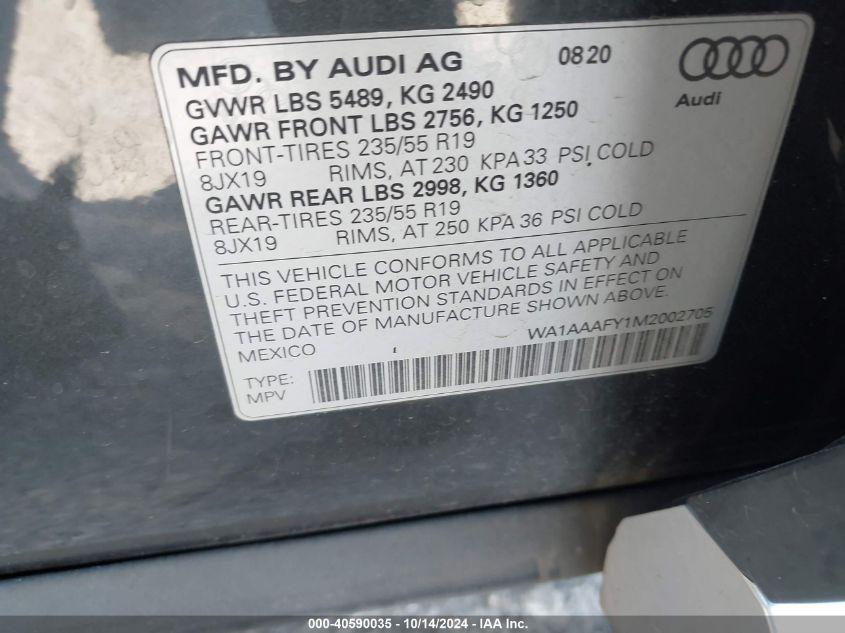 MFD. BY AUDI AG 0820
GVWR LBS 5489, KG 2490
GAWR FRONT LBS 2756, KG 1250
FRONT-TIRES 235/55 R19
8JX19 RIMS, AT 230 KPA 33 PSI, COLD
GAWR REAR LBS 2998, KG 1360
REAR-TIRES 235/55 R19
8JX19 RIMS, AT 250 KPA 36 PSI COLD
Audi
THIS VEHICLE CONFORMS TO ALL APPLICABLE
U.S. FEDERAL MOTOR VEHICLE SAFETY AND
THEFT PREVENTION STANDARDS IN EFFECT ON
THE DATE OF MANUFACTURE SHOWN ABOVE.
MEXICO WA1AAAFY1M2002705
TYPE:
MPV
000-40590035 - 10/14/2024 - © IAA, Inc.